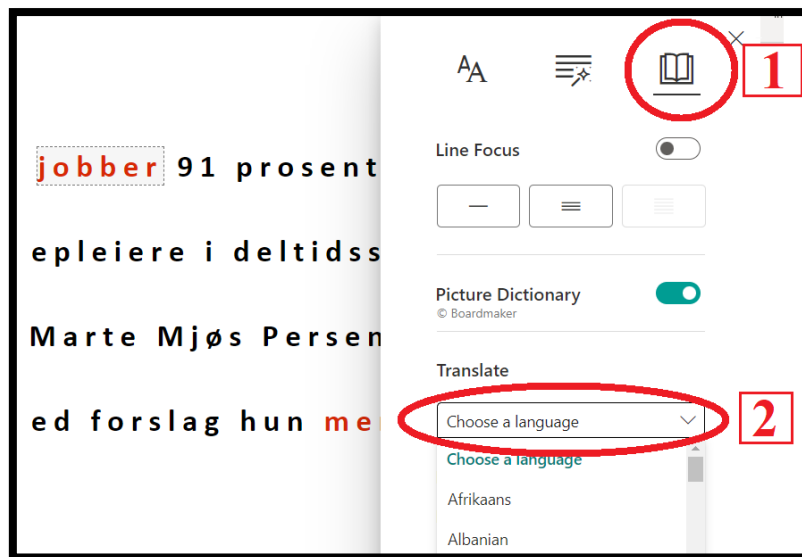 AA
1
Line Focus
jobber 91 prosent
epleiere i deltidss
Picture Dictionary
© Boardmaker
Marte Mjøs Persen
Translate
ed forslag hun me
Choose a language
2
Choose a language
Afrikaans
Albanian